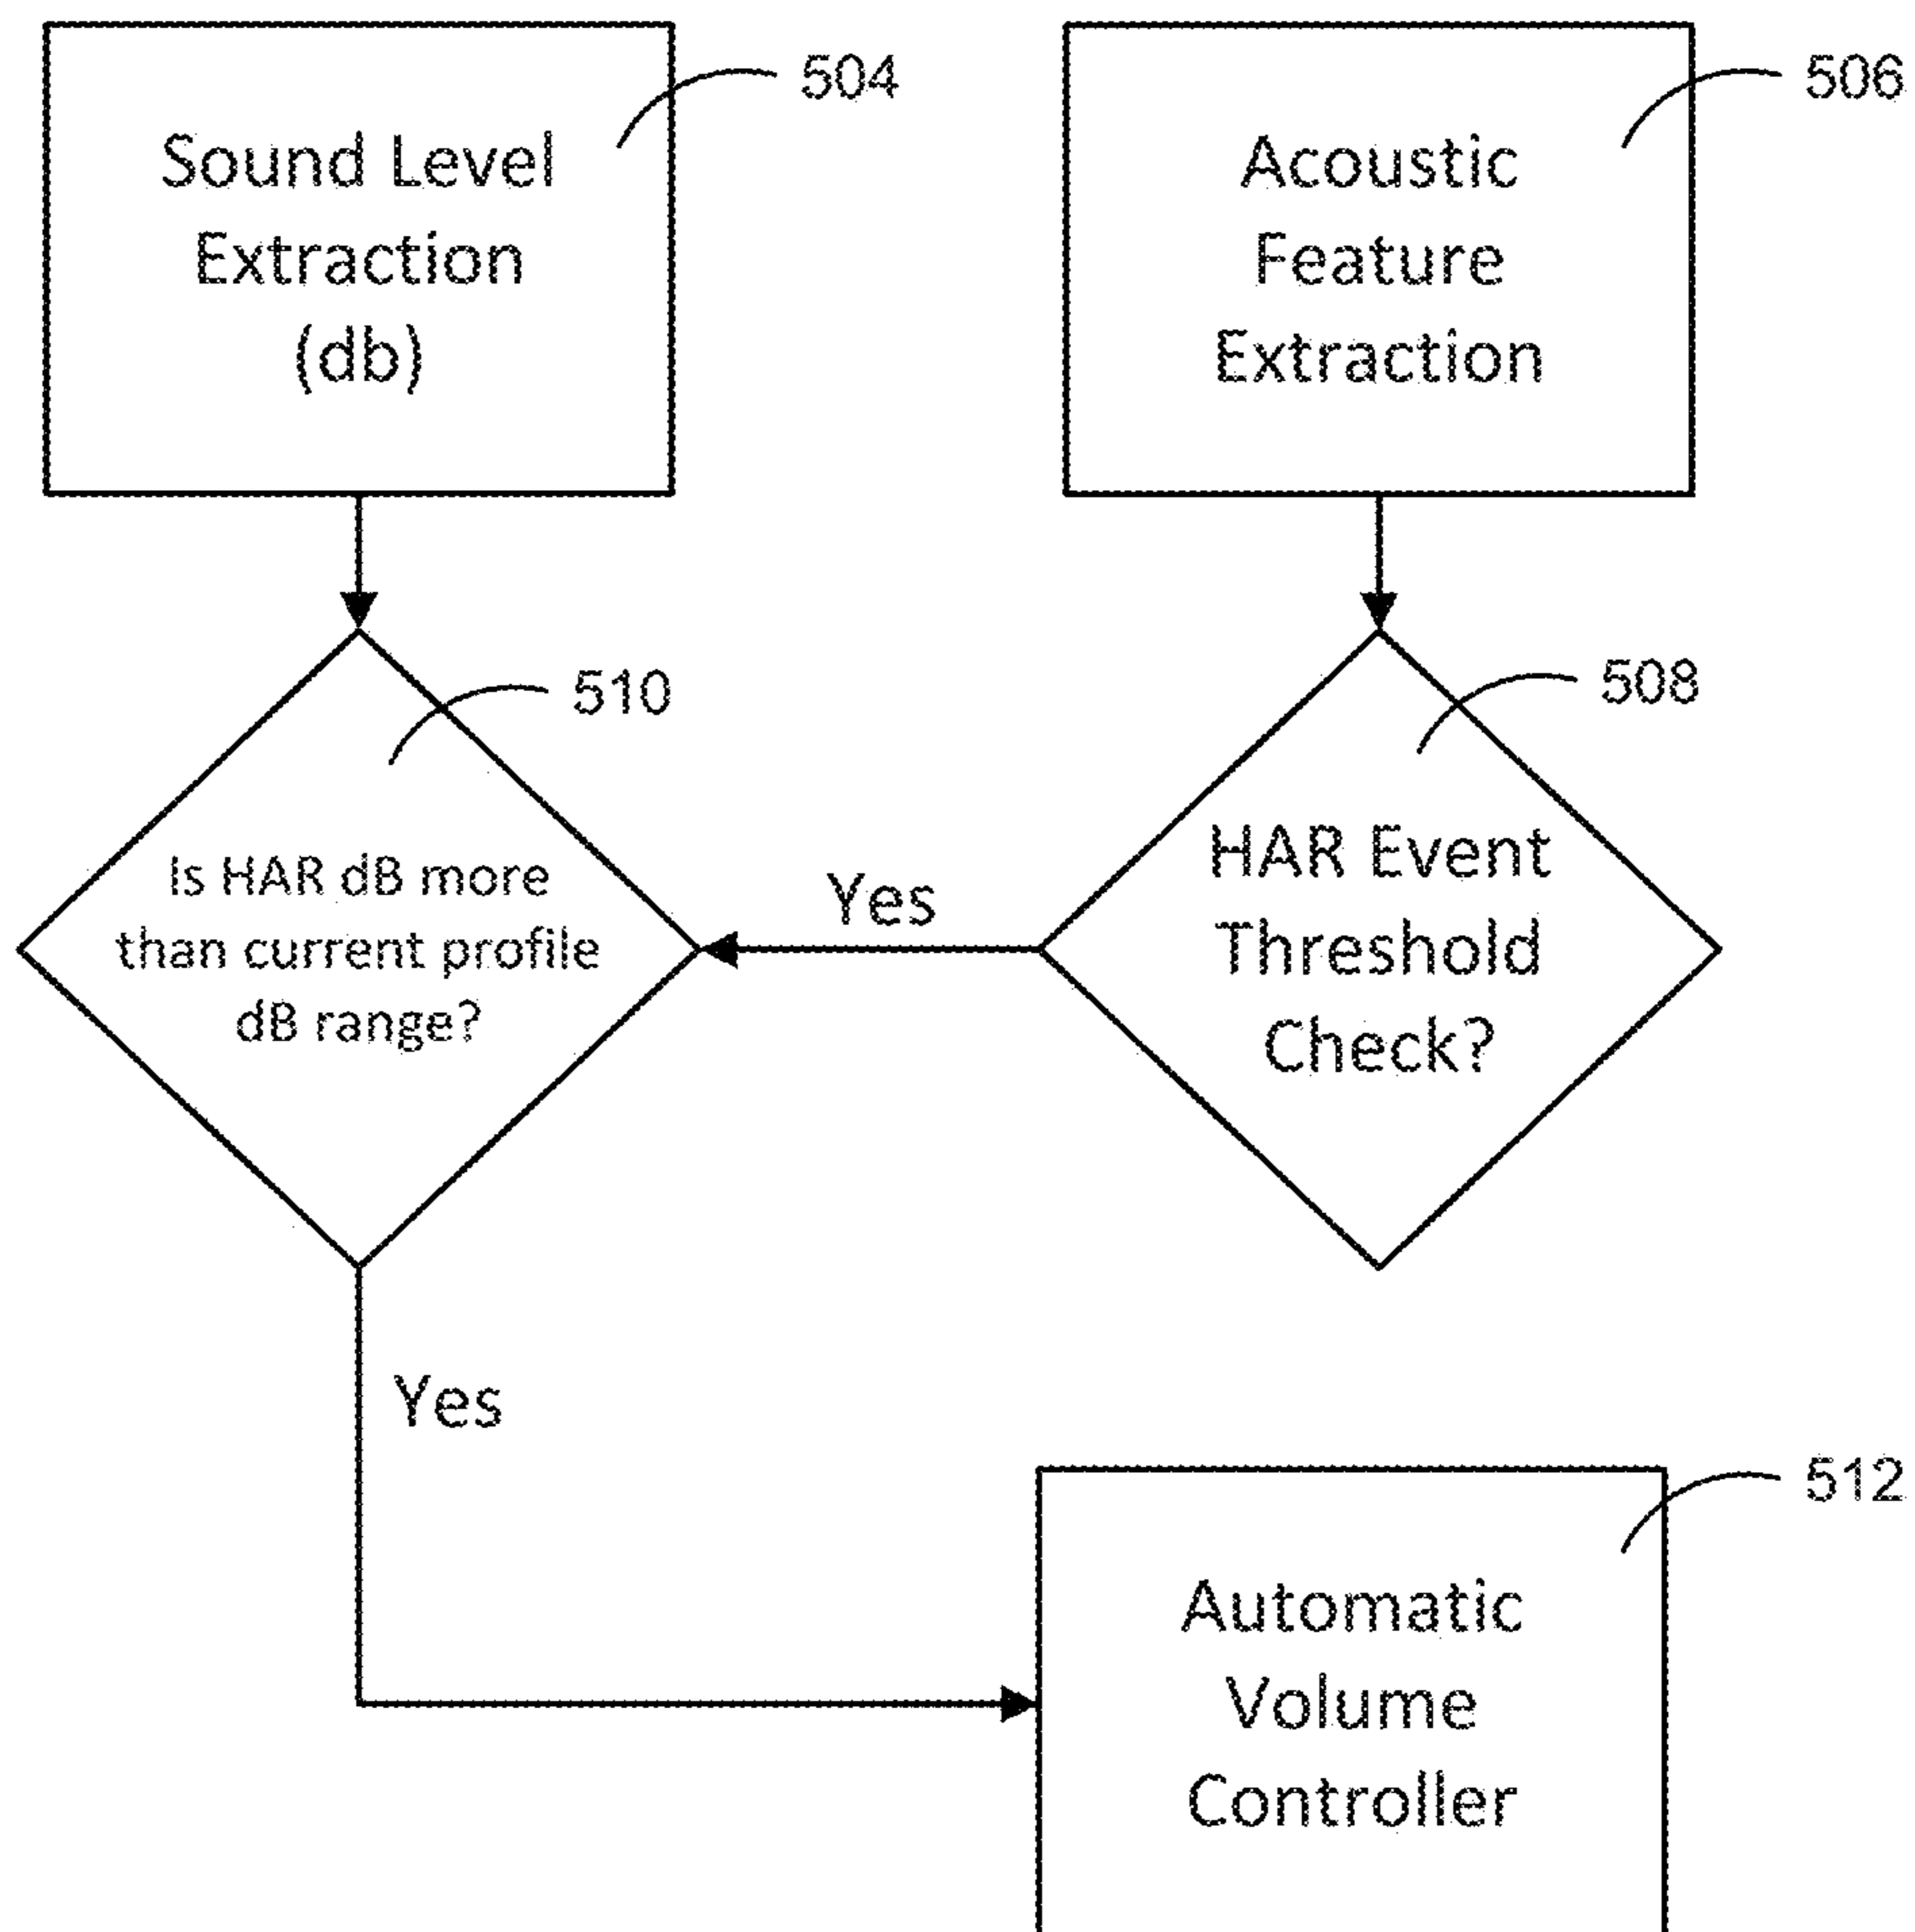 504
Sound Level
Extraction
(db)
506
Acoustic
Feature
Extraction
510
Is HAR dB more
than current profile
dB range?
Yes
508
HAR Event
Threshold
Check?
Yes
512
Automatic
Volume
Controller